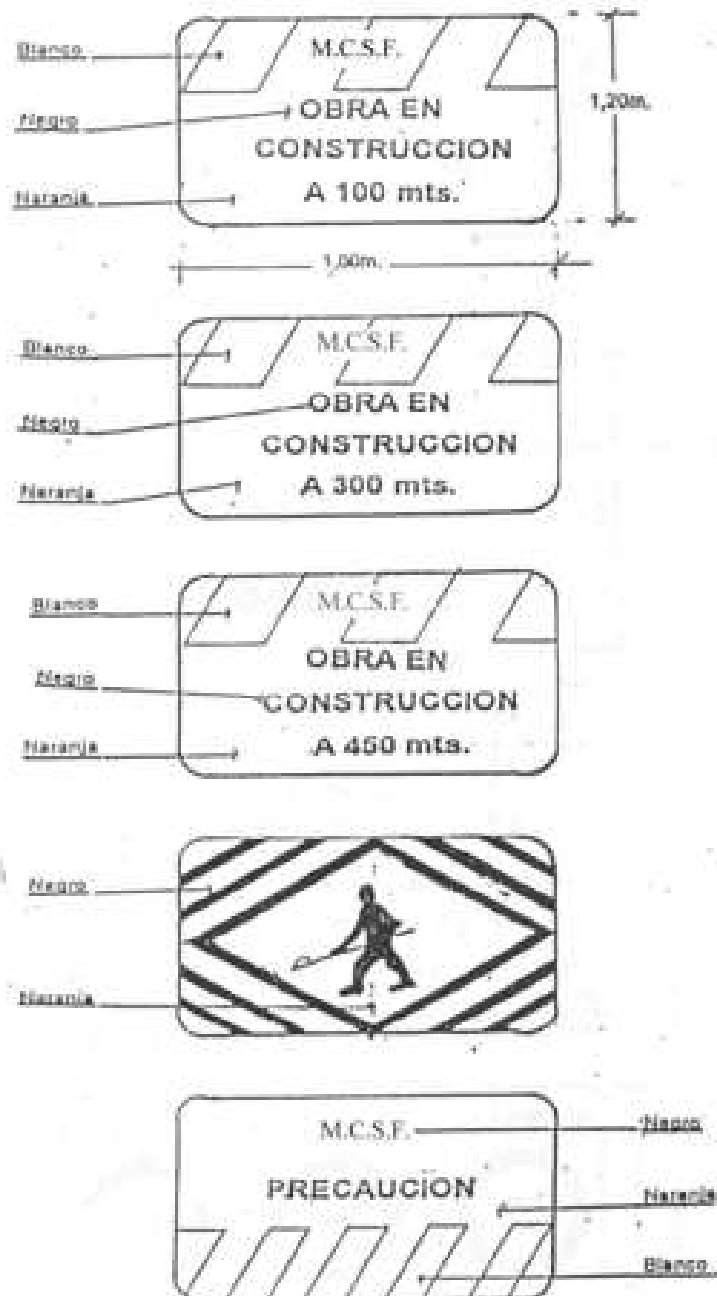 Blanco
M.C.S.F.
Negro
OBRA EN
CONSTRUCCION
A 100 mts.
Naranja
1,20m.
1,00m.
Blanco
M.C.S.F.
Negro
OBRA EN
CONSTRUCCION
A 300 mts.
Naranja
Blanco
M.C.S.F.
Negro
OBRA EN
CONSTRUCCION
A 450 mts.
Naranja
Negro
Naranja
M.C.S.F.
Negro
PRECAUCION
Naranja
Blanco